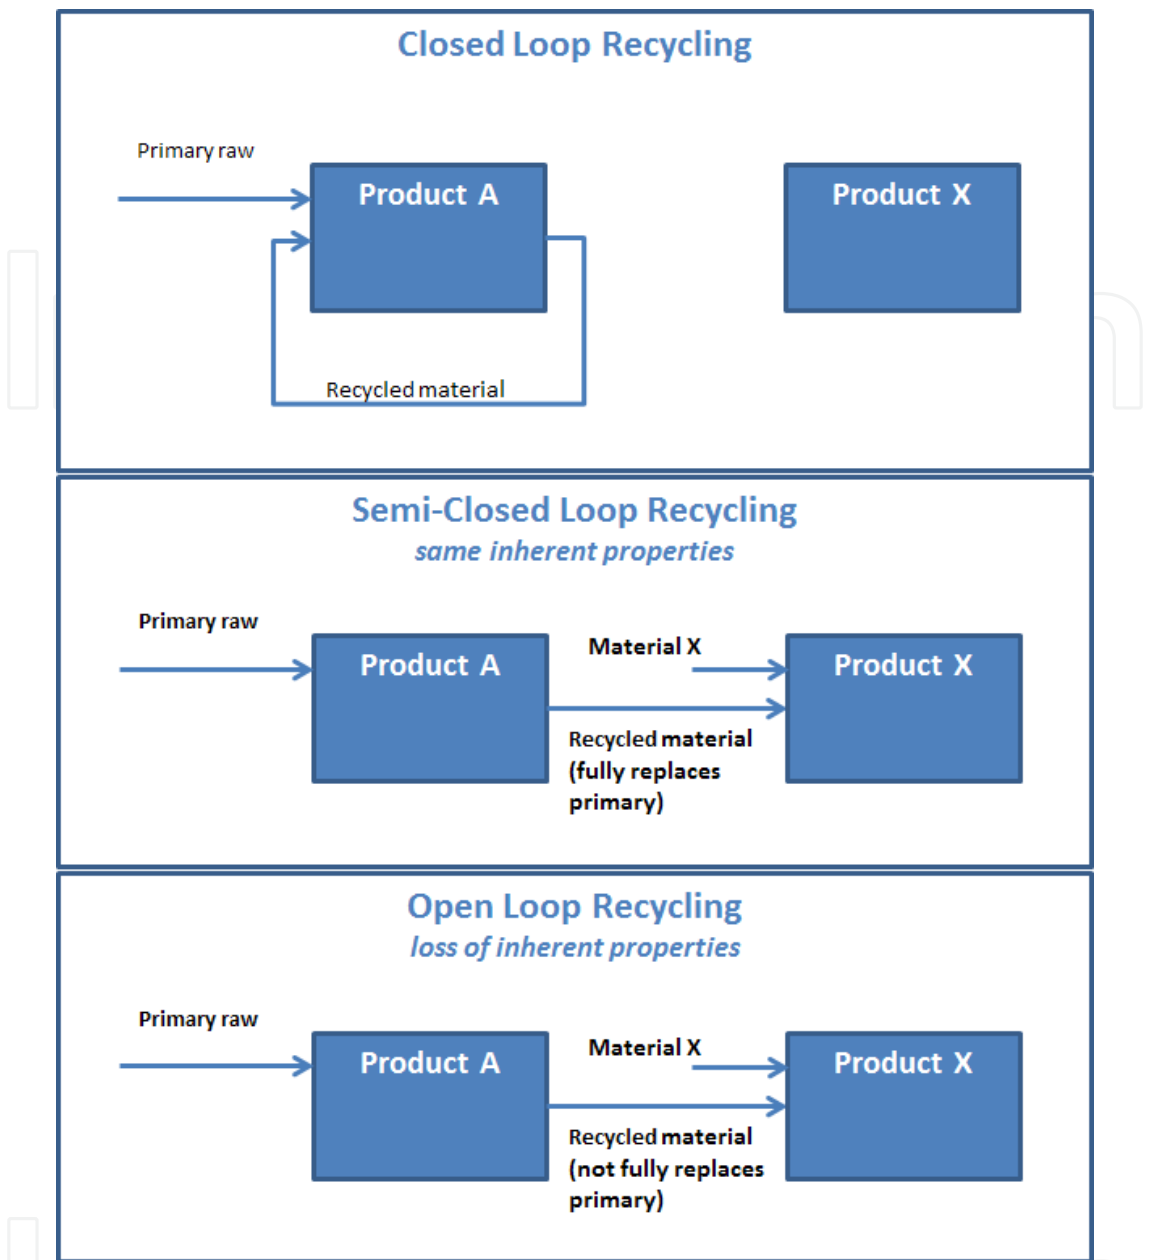 Closed Loop Recycling
Primary raw
Product A
Product X
Recycled material
Semi-Closed Loop Recycling
same inherent properties
Primary raw
Material X
Product A
Product X
Recycled material
(fully replaces
primary)
Open Loop Recycling
loss of inherent properties
Primary raw
Material X
Product A
Product X
Recycled material
(not fully replaces
primary)